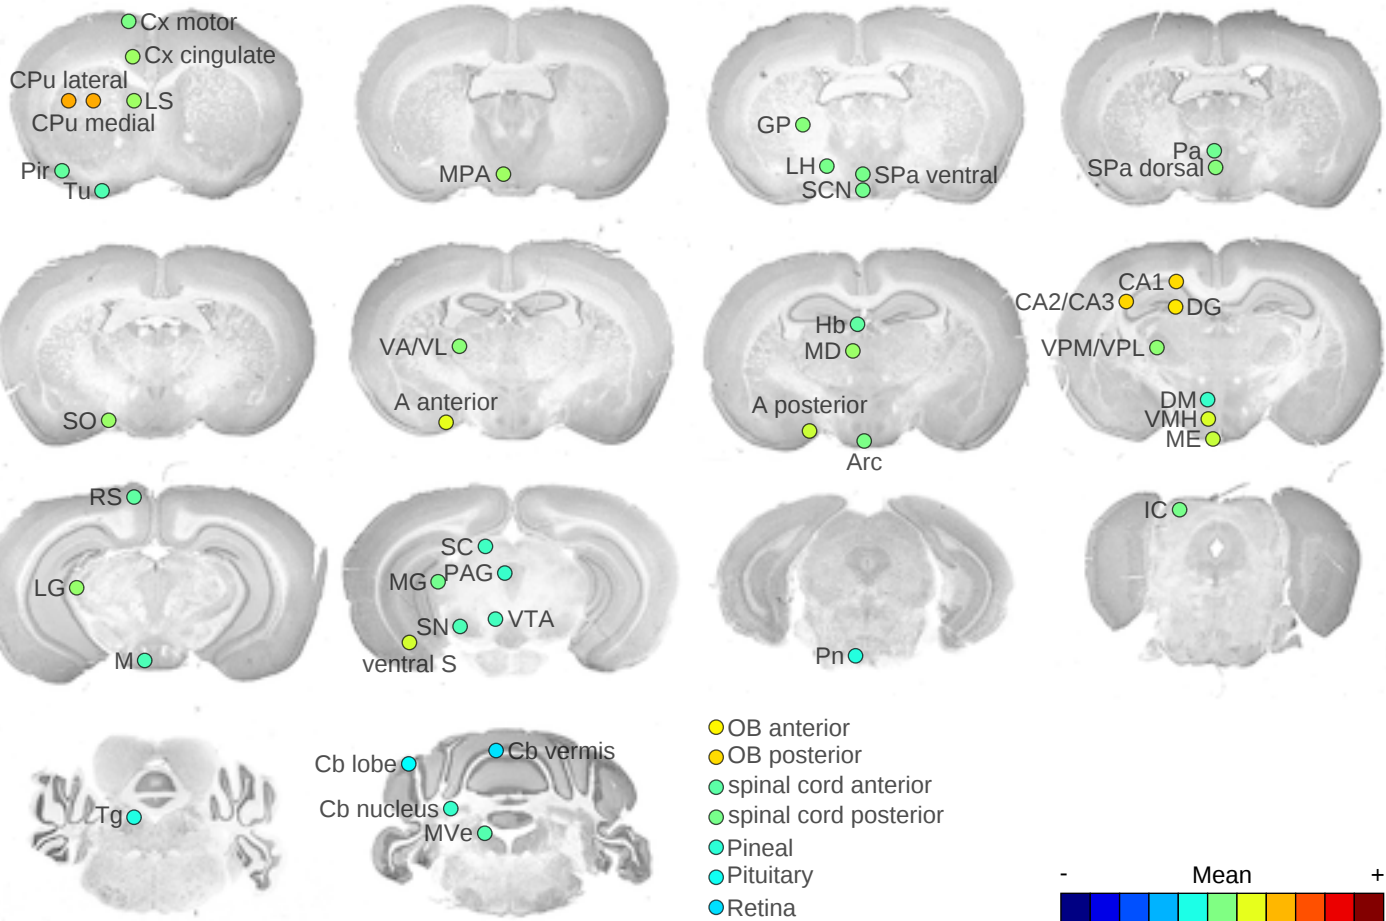 Cx motor
Cx cingulate
CPu lateral
LS
CPu medial
Pir
Tu
MPA
GP
LH
SPa ventral
SCN
Pa
SPa dorsal
SO
VA/VL
A anterior
Hb
MD
A posterior
Arc
CA1
CA2/CA3
DG
VPM/VPL
DM
VMH
ME
RS
LG
M
SC
PAG
MG
SN
VTA
ventral S
Pn
IC
Tg
Cb lobe
Cb vermis
Cb nucleus
MVe
OB anterior
OB posterior
spinal cord anterior
spinal cord posterior
Pineal
Pituitary
Retina
- Mean +